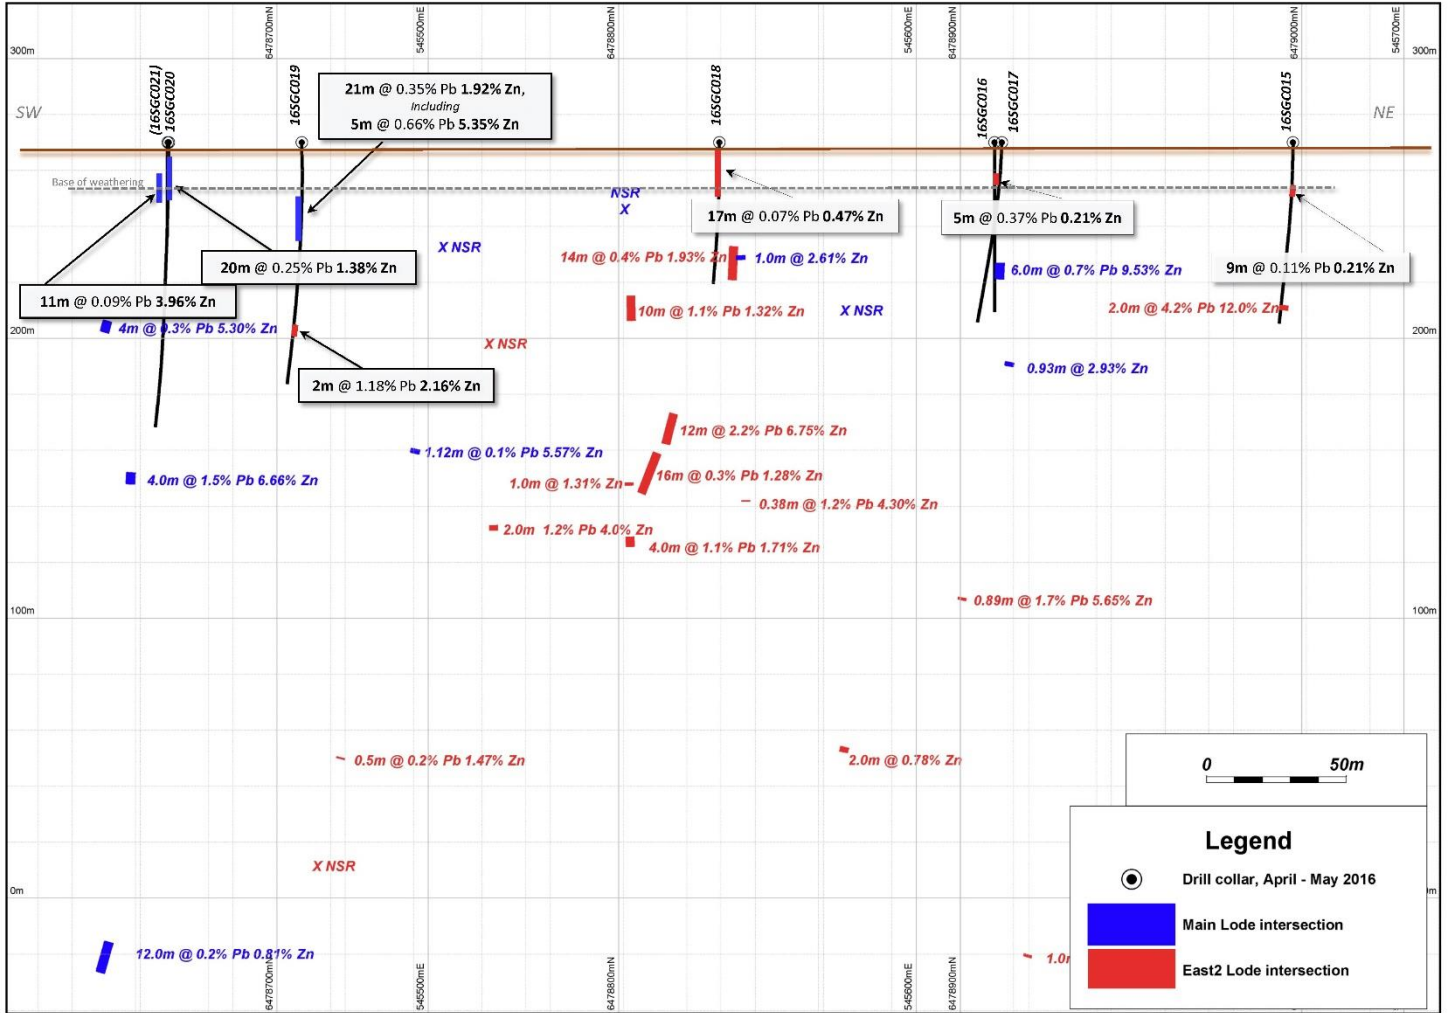 6478700mN
545500mE
6478800mN
545600mE
6478900mN
6479000mN
545700mE
300m
300m
SW
NE
(16SGC021)
16SGC020
16SGC019
16SGC018
16SGC016
16SGC017
16SGC015
21m @ 0.35% Pb 1.92% Zn,
Including
5m @ 0.66% Pb 5.35% Zn
Base of weathering
NSR
X
17m @ 0.07% Pb 0.47% Zn
5m @ 0.37% Pb 0.21% Zn
X NSR
14m @ 0.4% Pb 1.93% Zn
1.0m @ 2.61% Zn
20m @ 0.25% Pb 1.38% Zn
6.0m @ 0.7% Pb 9.53% Zn
9m @ 0.11% Pb 0.21% Zn
11m @ 0.09% Pb 3.96% Zn
10m @ 1.1% Pb 1.32% Zn
X NSR
2.0m @ 4.2% Pb 12.0% Zn
4m @ 0.3% Pb 5.30% Zn
200m
200m
X NSR
2m @ 1.18% Pb 2.16% Zn
0.93m @ 2.93% Zn
12m @ 2.2% Pb 6.75% Zn
1.12m @ 0.1% Pb 5.57% Zn
4.0m @ 1.5% Pb 6.66% Zn
1.0m @ 1.31% Zn
16m @ 0.3% Pb 1.28% Zn
0.38m @ 1.2% Pb 4.30% Zn
2.0m 1.2% Pb 4.0% Zn
4.0m @ 1.1% Pb 1.71% Zn
0.89m @ 1.7% Pb 5.65% Zn
100m
100m
0.5m @ 0.2% Pb 1.47% Zn
2.0m @ 0.78% Zn
0 50m
X NSR
Legend
Drill collar, April - May 2016
0m
Main Lode intersection
12.0m @ 0.2% Pb 0.81% Zn
East2 Lode intersection
6478700mN
545500mE
6478800mN
545600mE
6478900mN